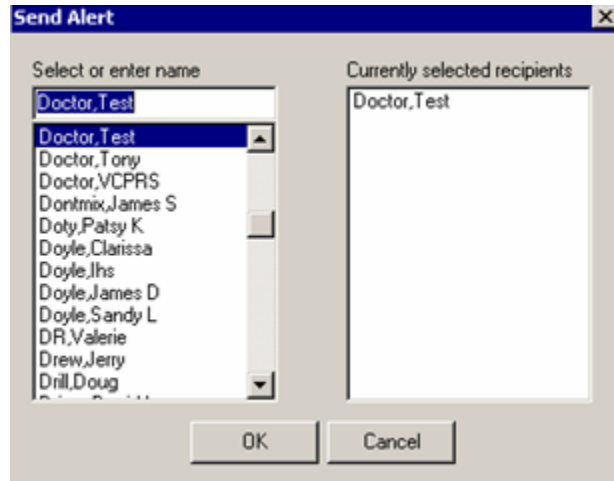 Send Alert
Select or enter name
Doctor,Test
Doctor,Test
Doctor,Tony
Doctor,VCPRS
Dontmix,James S
Doty,Patsy K
Doyle,Clarissa
Doyle,Ihs
Doyle,James D
Doyle,Sandy L
DR,Valerie
Drew,Jerry
Drill,Doug
Currently selected recipients
Doctor,Test
OK
Cancel